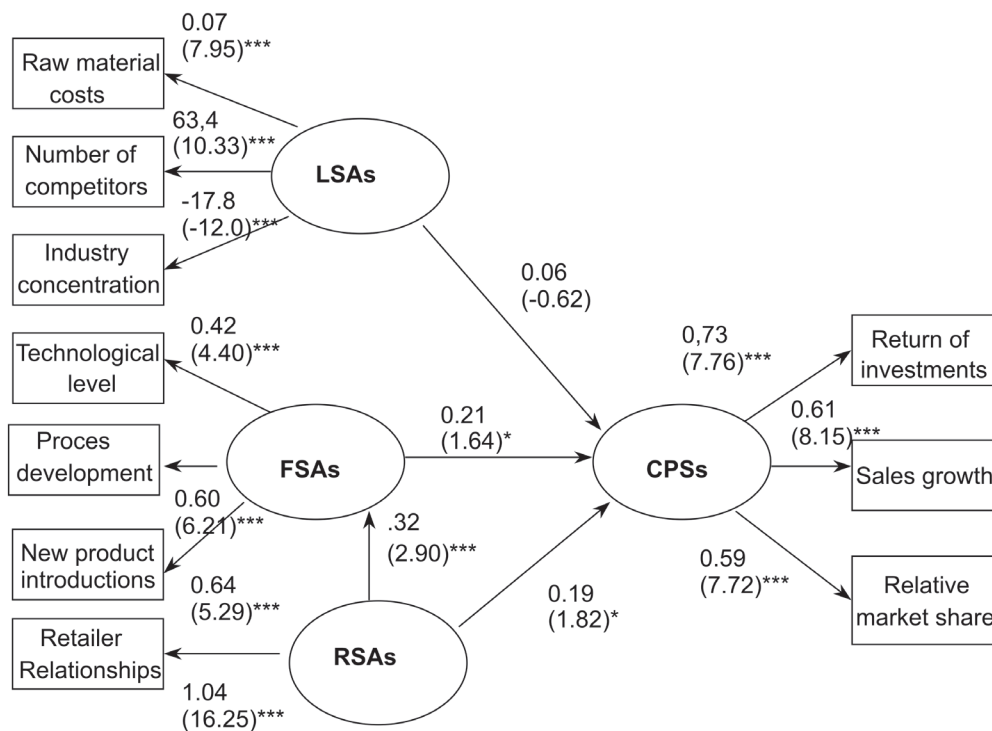 0.07
(7.95)***
Raw material
costs
63,4
(10.33)***
Number of
competitors
LSAs
-17.8
(-12.0)***
Industry
concentration
0.06
(-0.62)
0.42
(4.40)***
Technological
level
0,73
(7.76)***
Return of
investments
0.61
(8.15)***
0.21
(1.64)*
Proces
development
FSAs
CPSs
Sales growth
0.60
(6.21)***
New product
introductions
.32
(2.90)***
0.59
(7.72)***
0.64
(5.29)***
0.19
(1.82)*
Relative
market share
Retailer
Relationships
RSAs
1.04
(16.25)***